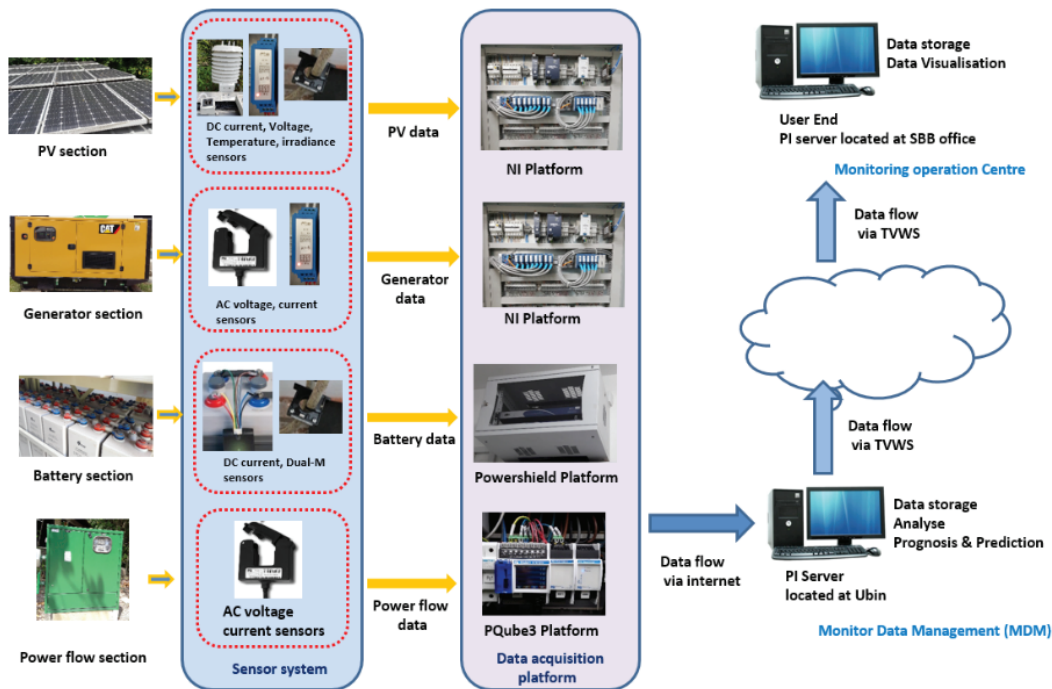 PV section
DC current, Voltage,
Temperature, irradiance
sensors
PV data
NI Platform
Data storage
Data Visualisation
User End
PI server located at SBB office
Monitoring operation Centre
Data flow
via TVWS
CAT
Generator section
AC voltage, current
sensors
Generator
data
NI Platform
Battery section
DC current, Dual-M
sensors
Battery data
Powershield Platform
Data flow
via TVWS
Data storage
Analyse
Prognosis & Prediction
PI Server
located at Ubin
Monitor Data Management (MDM)
Data flow
via internet
Power flow section
AC voltage
current sensors
Power flow
data
PQube3 Platform
Sensor system
Data acquisition
platform